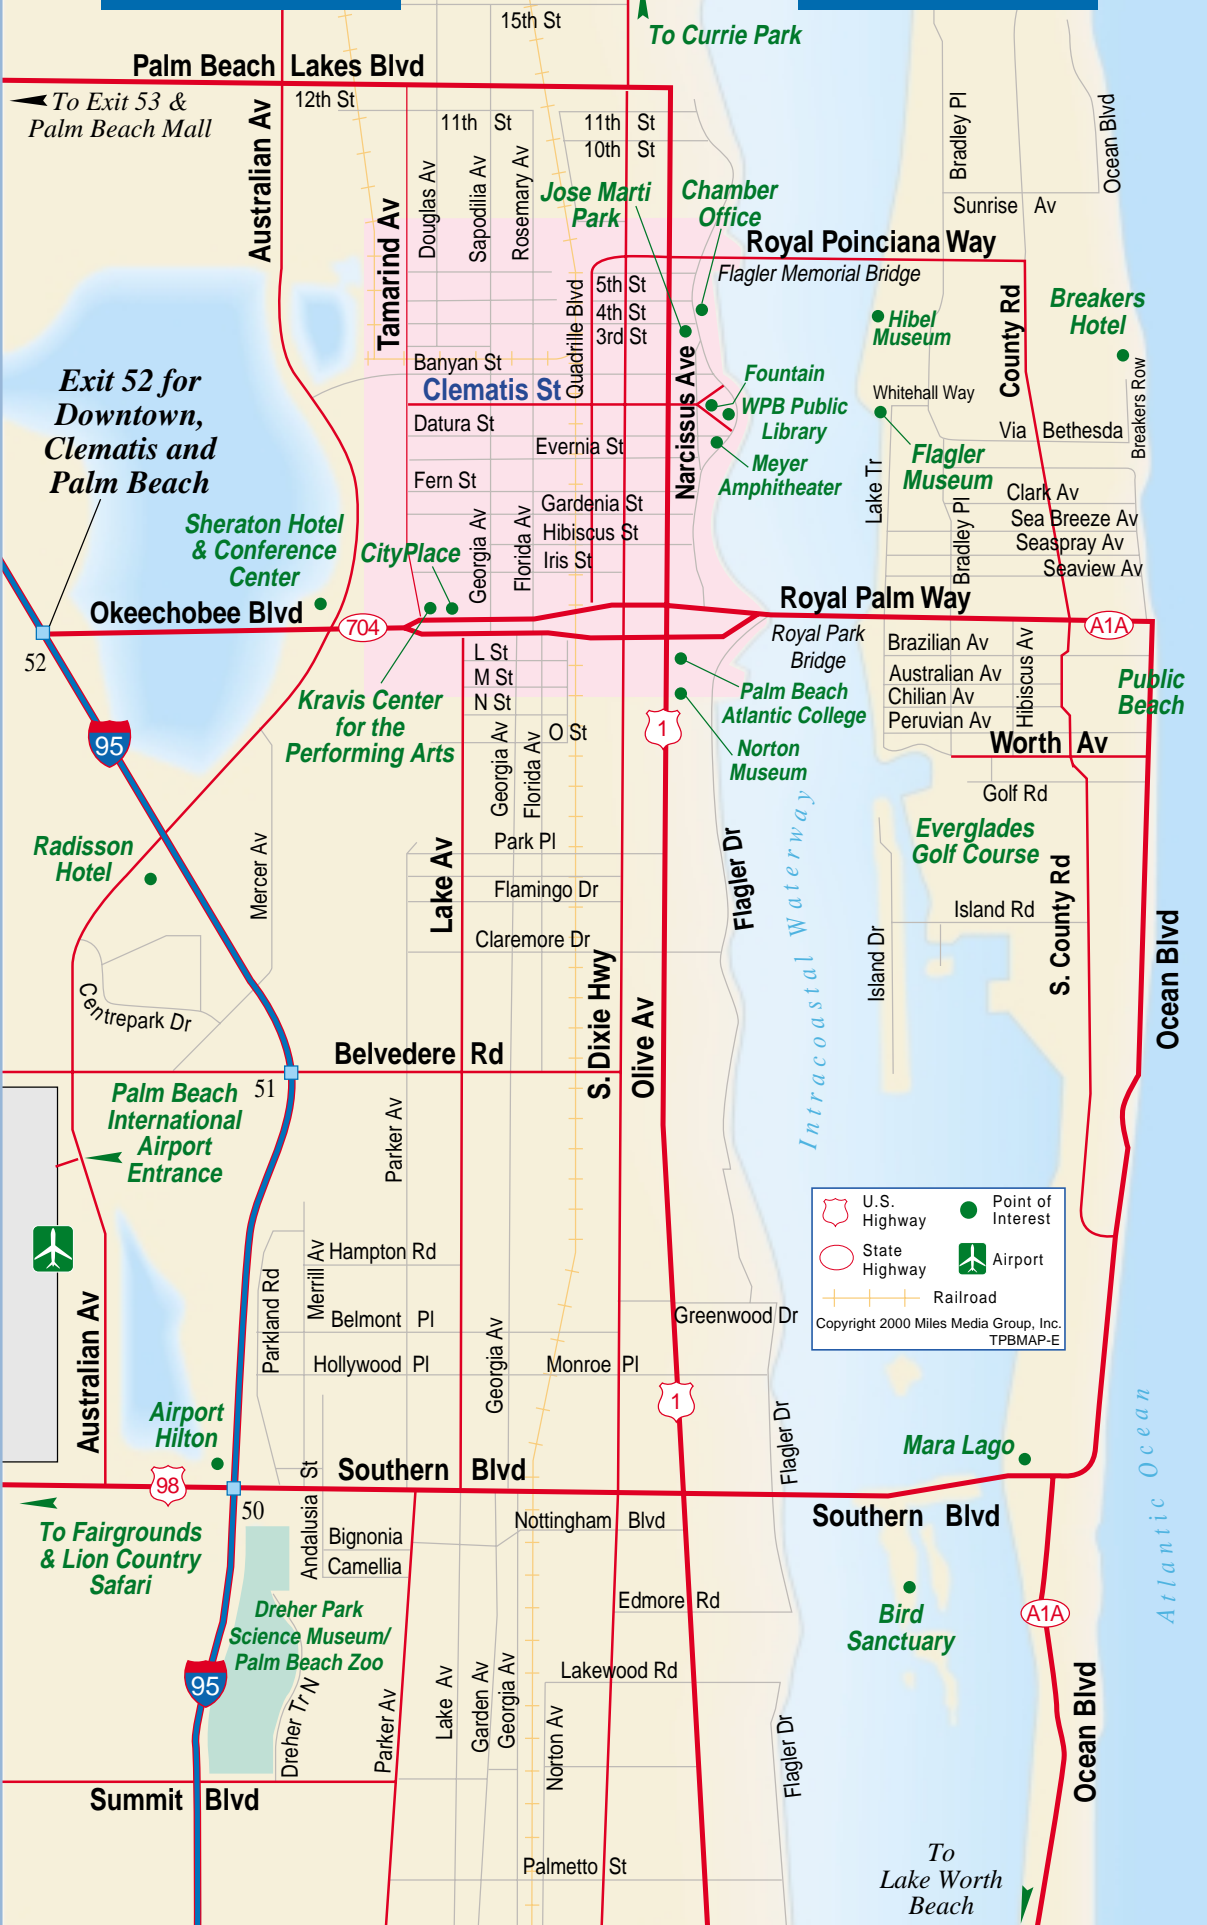 15th St
To Currie Park
Palm Beach Lakes Blvd
To Exit 53 &
Palm Beach Mall
12th St
11th St
11th St
10th St
Australian Av
Tamarind Av
Douglas Av
Sapodilia Av
Rosemary Av
Jose Marti
Park
Chamber
Office
Bradley Pl
Ocean Blvd
Sunrise Av
Royal Poinciana Way
Flagler Memorial Bridge
Quadrille Blvd
5th St
4th St
3rd St
Narcissus Ave
Hibel
Museum
County Rd
Breakers
Hotel
Breakers Row
Banyan St
Clematis St
Datura St
Evernia St
Fern St
Gardenia St
Hibiscus St
Iris St
Georgia Av
Florida Av
Fountain
WPB Public
Library
Meyer
Amphitheater
Whitehall Way
Via Bethesda
Flagler
Museum
Lake Tr
Bradley Pl
Clark Av
Sea Breeze Av
Seaspray Av
Seaview Av
Exit 52 for
Downtown,
Clematis and
Palm Beach
Sheraton Hotel
& Conference
Center
CityPlace
Okeechobee Blvd
704
52
Royal Palm Way
A1A
Royal Park
Bridge
Brazilian Av
Australian Av
Chilian Av
Peruvian Av
Hibiscus Av
Public
Beach
Worth Av
L St
M St
N St
O St
Kravis Center
for the
Performing Arts
Palm Beach
Atlantic College
Norton
Museum
1
95
Georgia Av
Florida Av
Golf Rd
Everglades
Golf Course
Radisson
Hotel
Mercer Av
Lake Av
Park Pl
Flamingo Dr
Claremore Dr
Flagler Dr
Intracoastal Waterway
Island Rd
Island Dr
S. County Rd
Ocean Blvd
Centrepark Dr
S. Dixie Hwy
Olive Av
Belvedere Rd
51
Palm Beach
International
Airport
Entrance
Parker Av
U.S.
Highway
Point of
Interest
State
Highway
Airport
Railroad
Copyright 2000 Miles Media Group, Inc.
TPBMAP-E
Australian Av
Parkland Rd
Merrill Av
Hampton Rd
Belmont Pl
Hollywood Pl
Georgia Av
Monroe Pl
Greenwood Dr
1
Flagler Dr
Airport
Hilton
Mara Lago
Atlantic Ocean
98
Southern Blvd
50
Southern Blvd
To Fairgrounds
& Lion Country
Safari
Andalusia St
Bignonia
Camellia
Nottingham Blvd
Edmore Rd
Bird
Sanctuary
A1A
Dreher Park
Science Museum/
Palm Beach Zoo
95
Dreher Tr N
Parker Av
Lake Av
Garden Av
Georgia Av
Lakewood Rd
Norton Av
Flagler Dr
Ocean Blvd
Summit Blvd
Palmetto St
To
Lake Worth
Beach